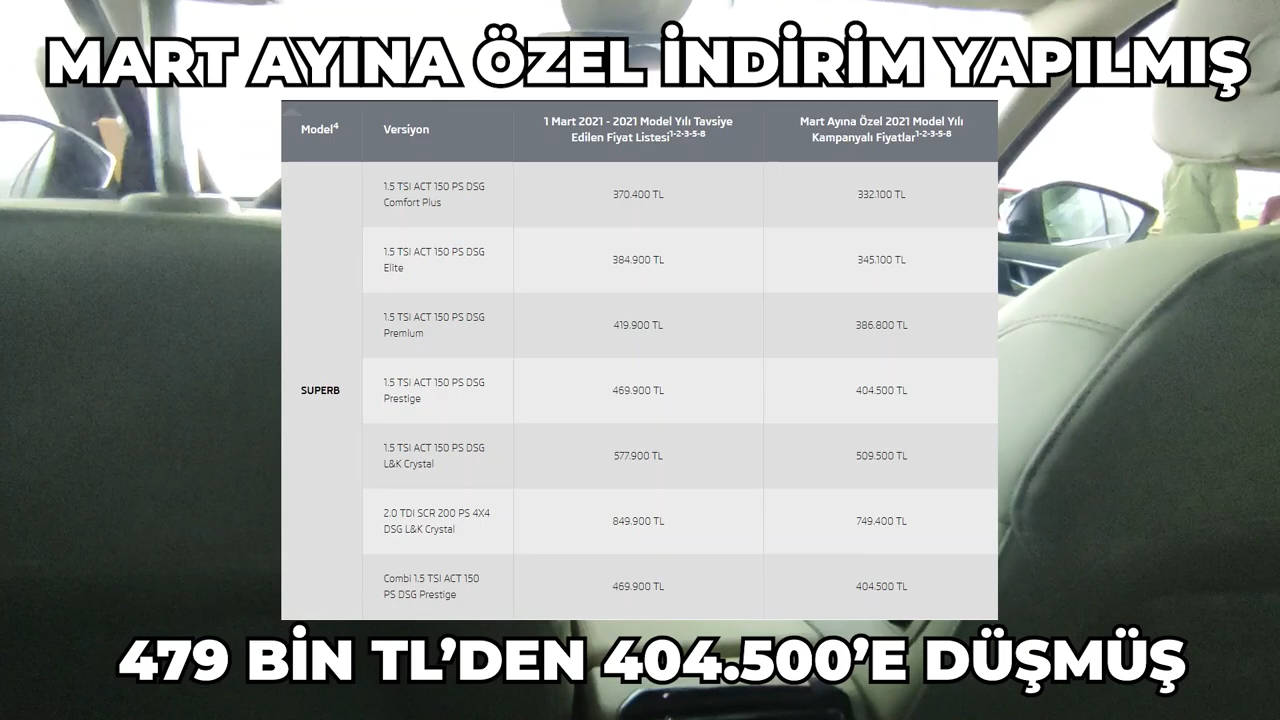 MART AYINA ÖZEL İNDİRİM YAPILMIŞ
Model4
Versiyon
1 Mart 2021 - 2021 Model Yılı Tavsiye
Edilen Fiyat Listesi1-2-3-5-8
Mart Ayına Özel 2021 Model Yılı
Kampanyalı Fiyatlar1-2-3-5-8
SUPERB
1.5 TSI ACT 150 PS DSG
Comfort Plus
370.400 TL
332.100 TL
1.5 TSI ACT 150 PS DSG
Elite
384.900 TL
345.100 TL
1.5 TSI ACT 150 PS DSG
Premium
419.900 TL
386.800 TL
1.5 TSI ACT 150 PS DSG
Prestige
469.900 TL
404.500 TL
1.5 TSI ACT 150 PS DSG
L&K Crystal
577.900 TL
509.500 TL
2.0 TDI SCR 200 PS 4X4
DSG L&K Crystal
849.900 TL
749.400 TL
Combi 1.5 TSI ACT 150
PS DSG Prestige
469.900 TL
404.500 TL
479 BİN TL’DEN 404.500’E DÜŞMÜŞ